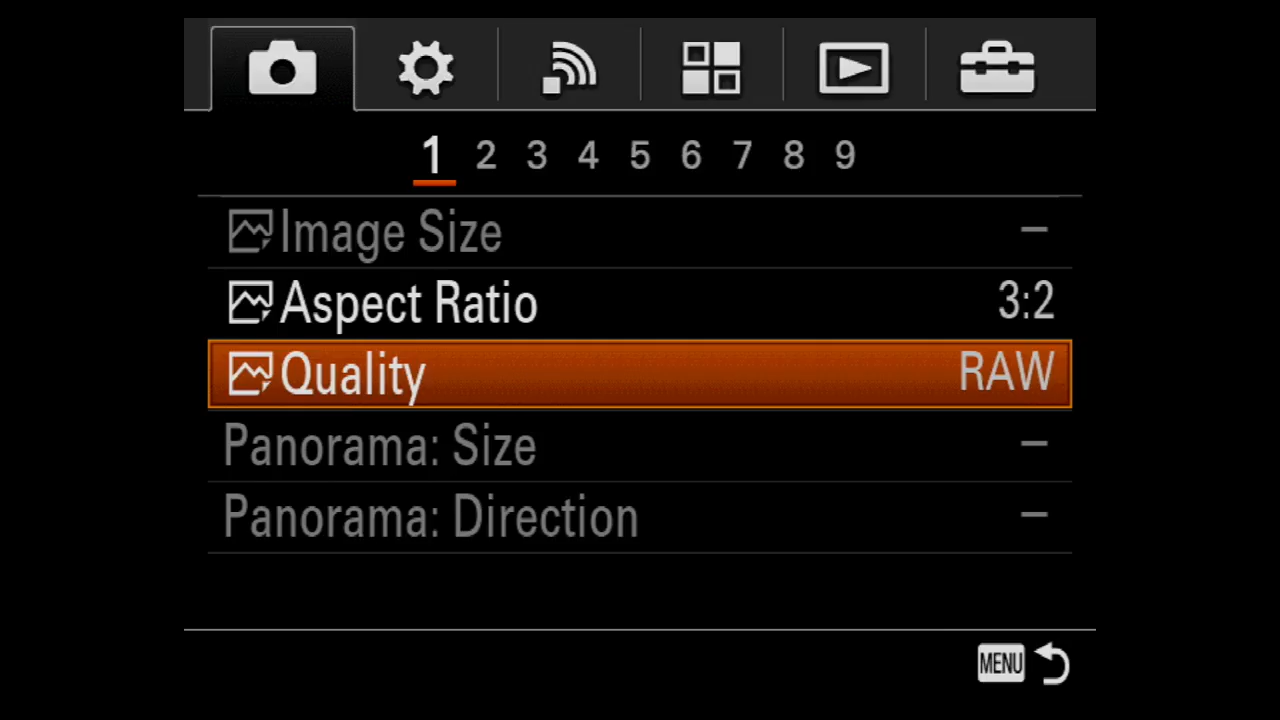 1 2 3 4 5 6 7 8 9
Image Size –
Aspect Ratio 3:2
Quality RAW
Panorama: Size –
Panorama: Direction –
MENU